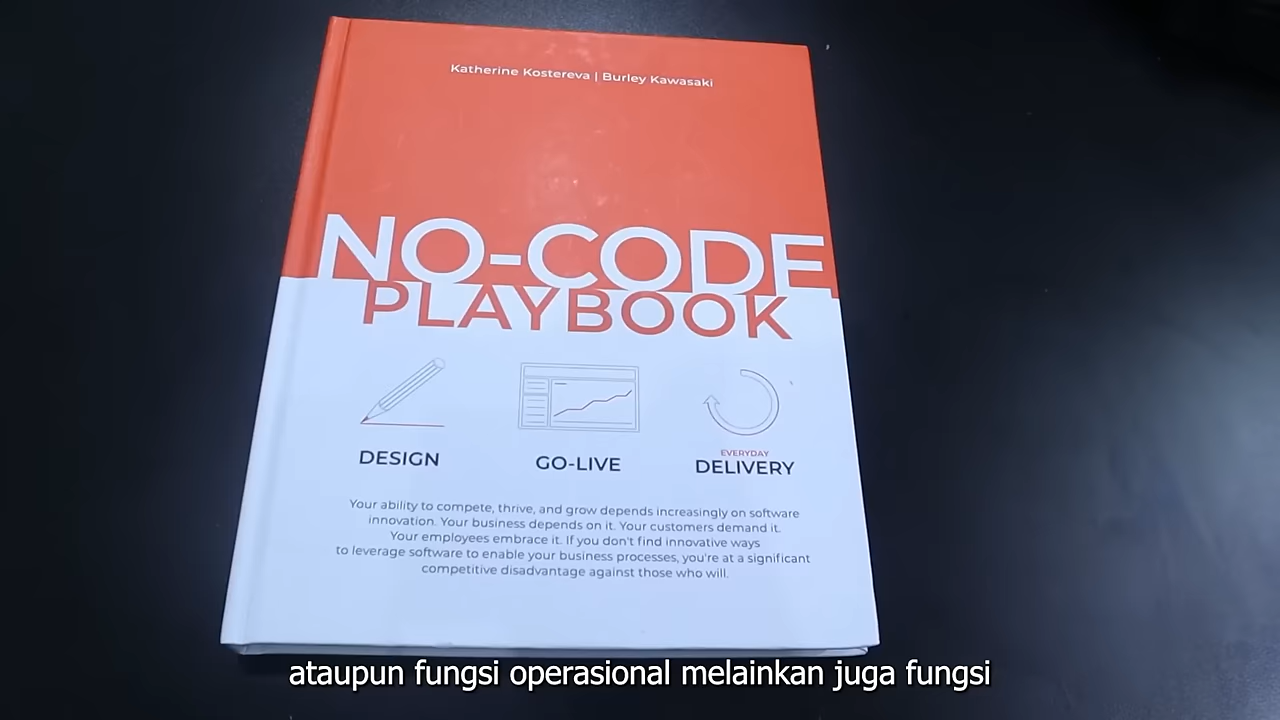 Katherine Kostereva | Burley Kawasaki
NO-CODE
PLAYBOOK
DESIGN
GO-LIVE
EVERYDAY
DELIVERY
Your ability to compete, thrive, and grow depends increasingly on software
innovation. Your business depends on it. Your customers demand it.
Your employees embrace it. If you don't find innovative ways
to leverage software to enable your business processes, you're at a significant
competitive disadvantage against those who will.
ataupun fungsi operasional melainkan juga fungsi